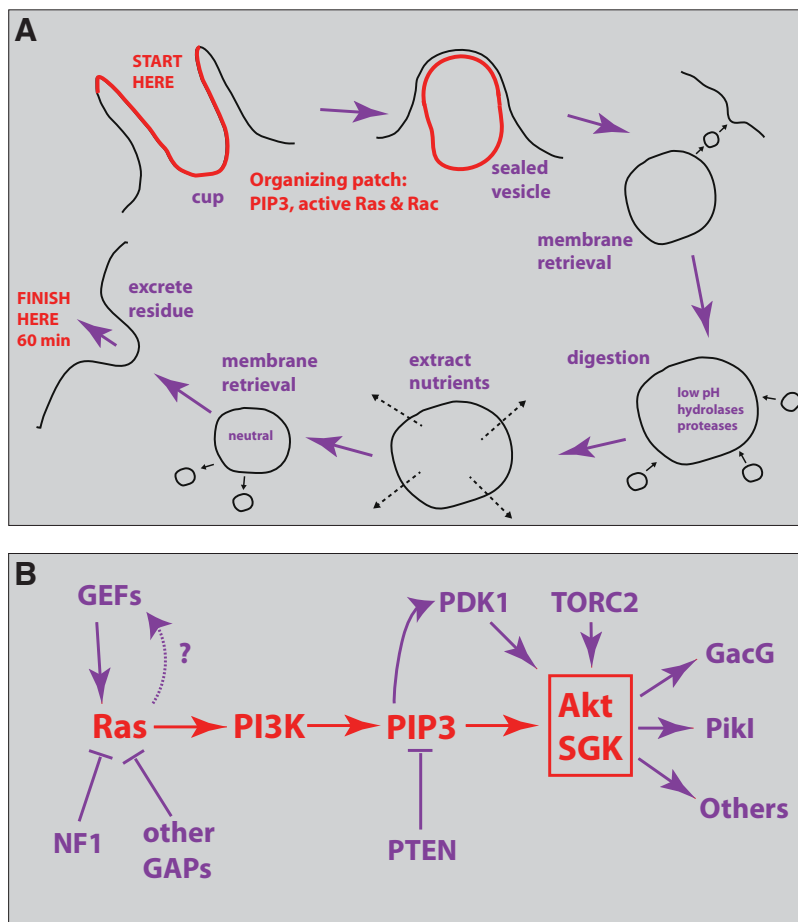 A
START
HERE
cup
Organizing patch:
PIP3, active Ras & Rac
sealed
vesicle
membrane
retrieval
FINISH
HERE
60 min
excrete
residue
membrane
retrieval
neutral
extract
nutrients
digestion
low pH
hydrolases
proteases
B
GEFs
?
PDK1
TORC2
GacG
Ras
PI3K
PIP3
Akt
SGK
PikI
Others
NF1
other
GAPs
PTEN